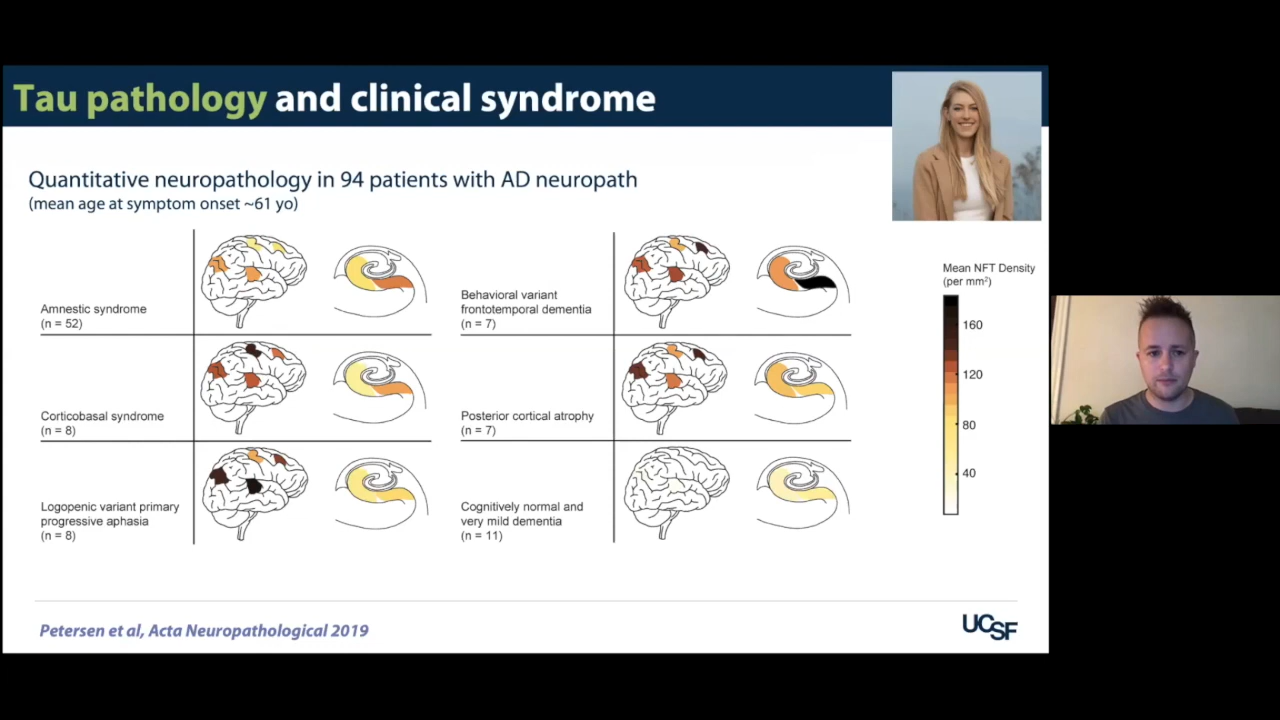 Tau pathology and clinical syndrome
Quantitative neuropathology in 94 patients with AD neuropath
(mean age at symptom onset ~61 yo)
Amnestic syndrome
(n = 52)
Corticobasal syndrome
(n = 8)
Logopenic variant primary
progressive aphasia
(n = 8)
Behavioral variant
frontotemporal dementia
(n = 7)
Posterior cortical atrophy
(n = 7)
Cognitively normal and
very mild dementia
(n = 11)
Mean NFT Density
(per mm²)
160
120
80
40
Petersen et al, Acta Neuropathological 2019
UCSF